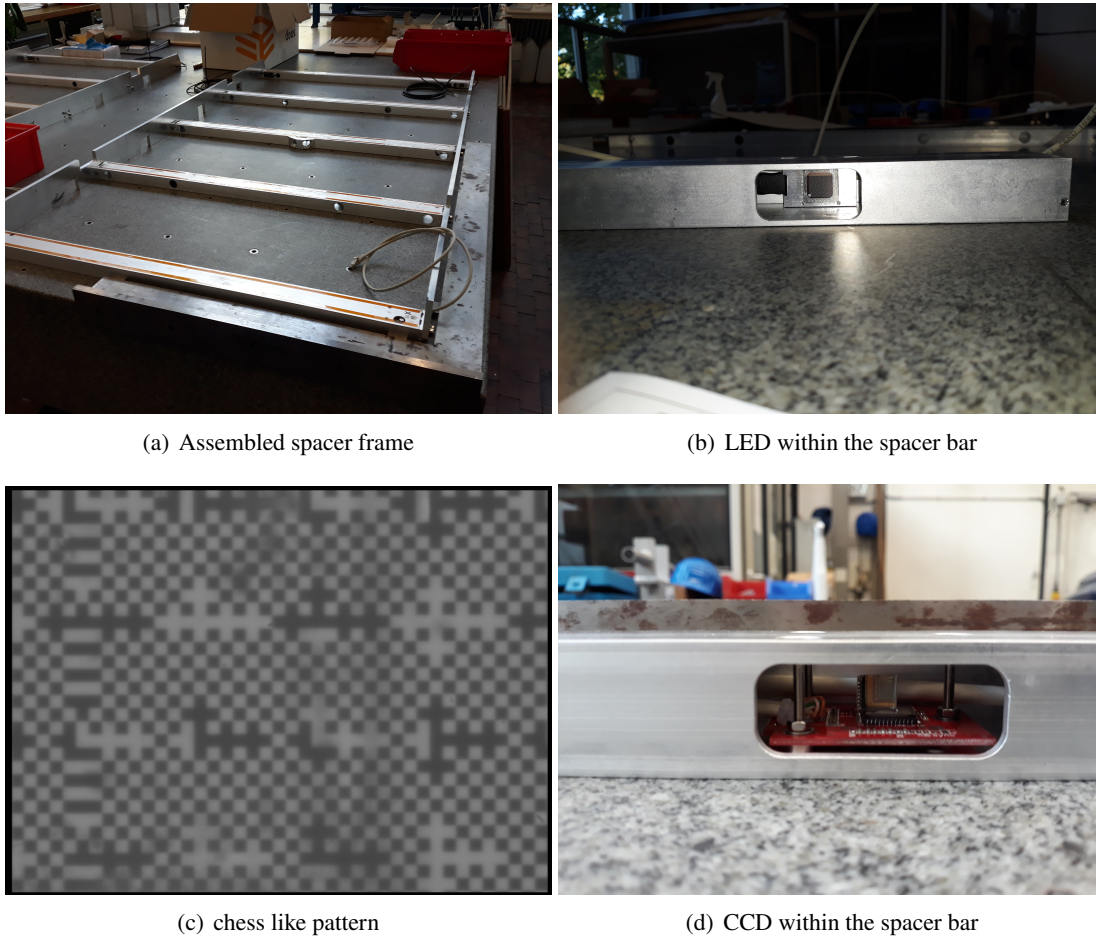 (a) Assembled spacer frame
(b) LED within the spacer bar
(c) chess like pattern
(d) CCD within the spacer bar